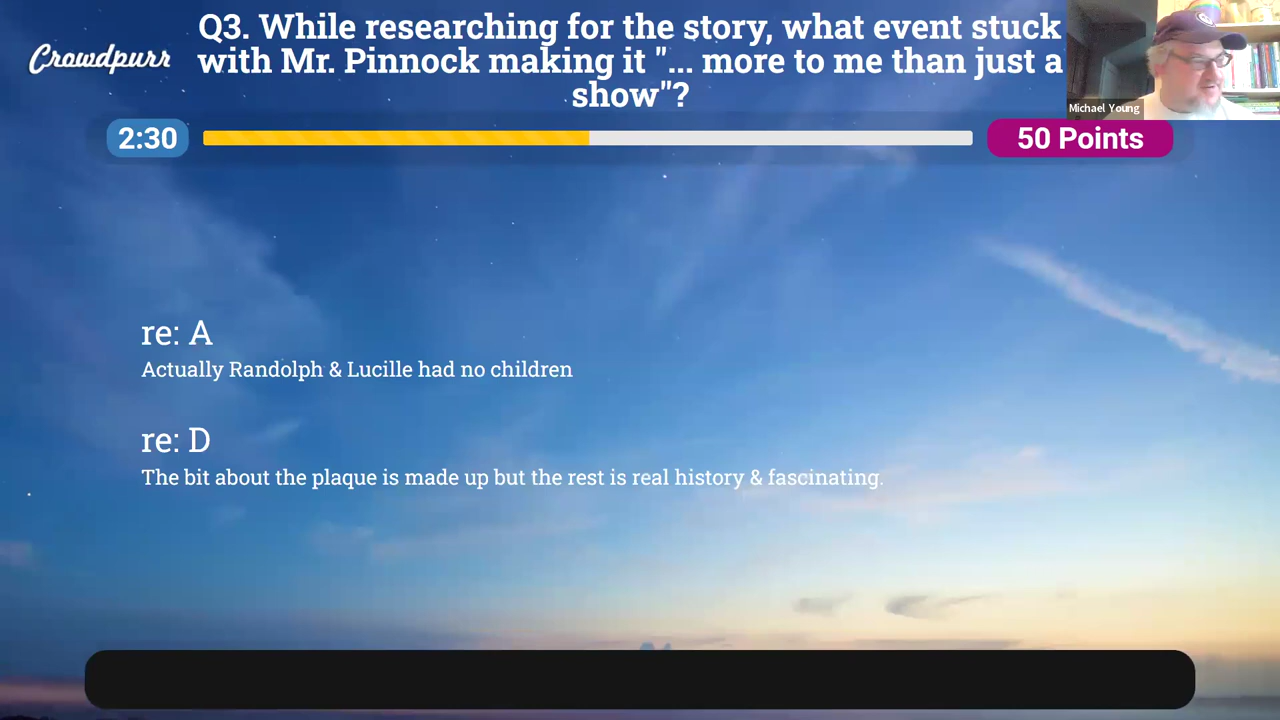 Crowdpurr
Q3. While researching for the story, what event stuck
with Mr. Pinnock making it "... more to me than just a
show"?
Michael Young
2:30
50 Points
re: A
Actually Randolph & Lucille had no children
re: D
The bit about the plaque is made up but the rest is real history & fascinating.